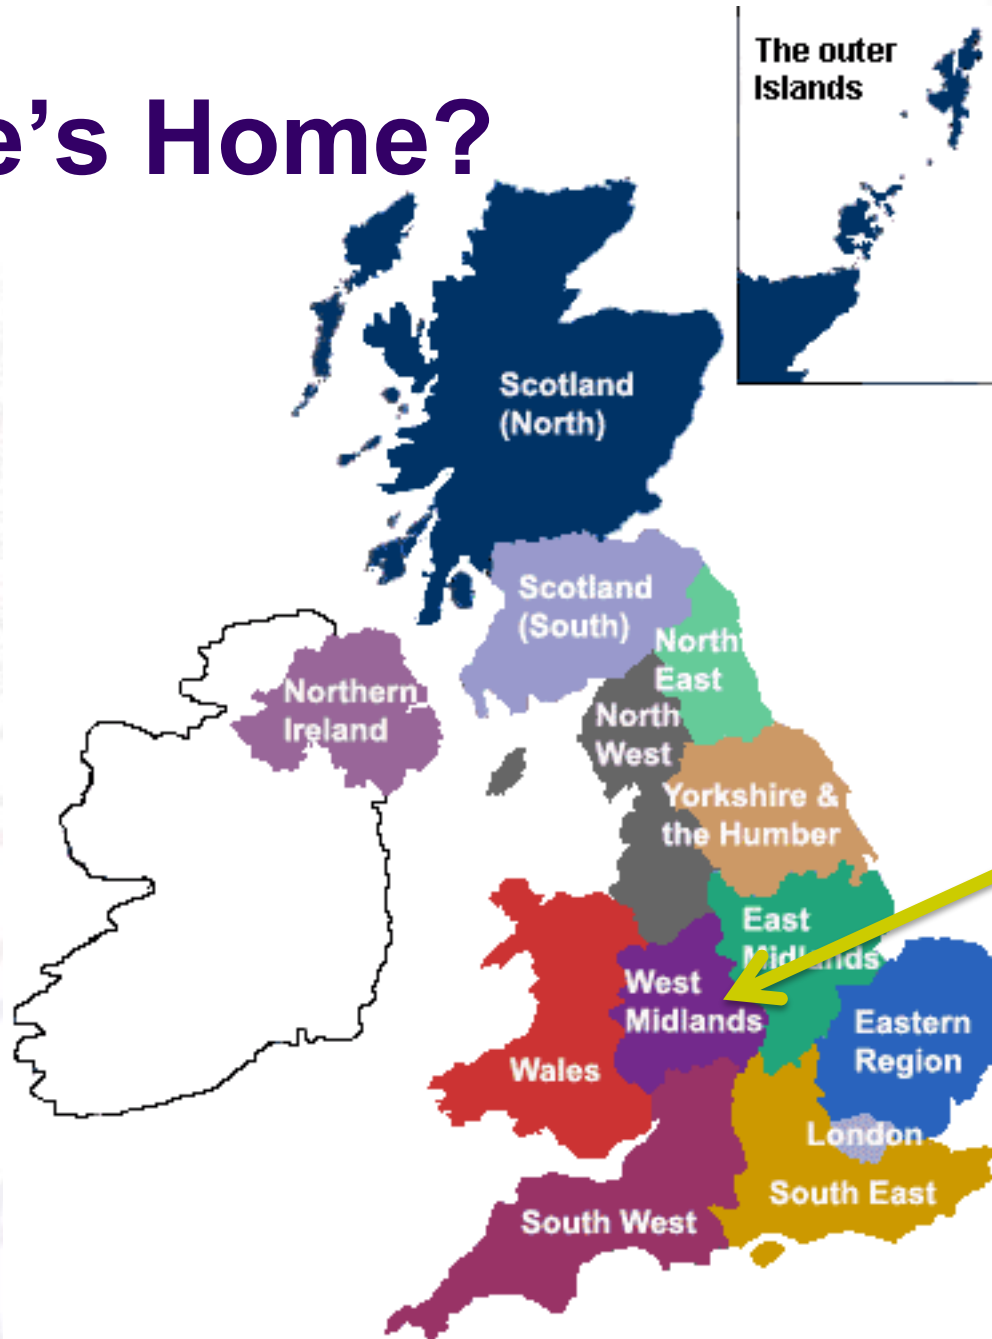 e’s Home?
The outer
Islands
Scotland
(North)
Scotland
(South)
North
East
Northern
Ireland
North
West
Yorkshire &
the Humber
East
Midlands
West
Midlands
Eastern
Region
Wales
London
South East
South West